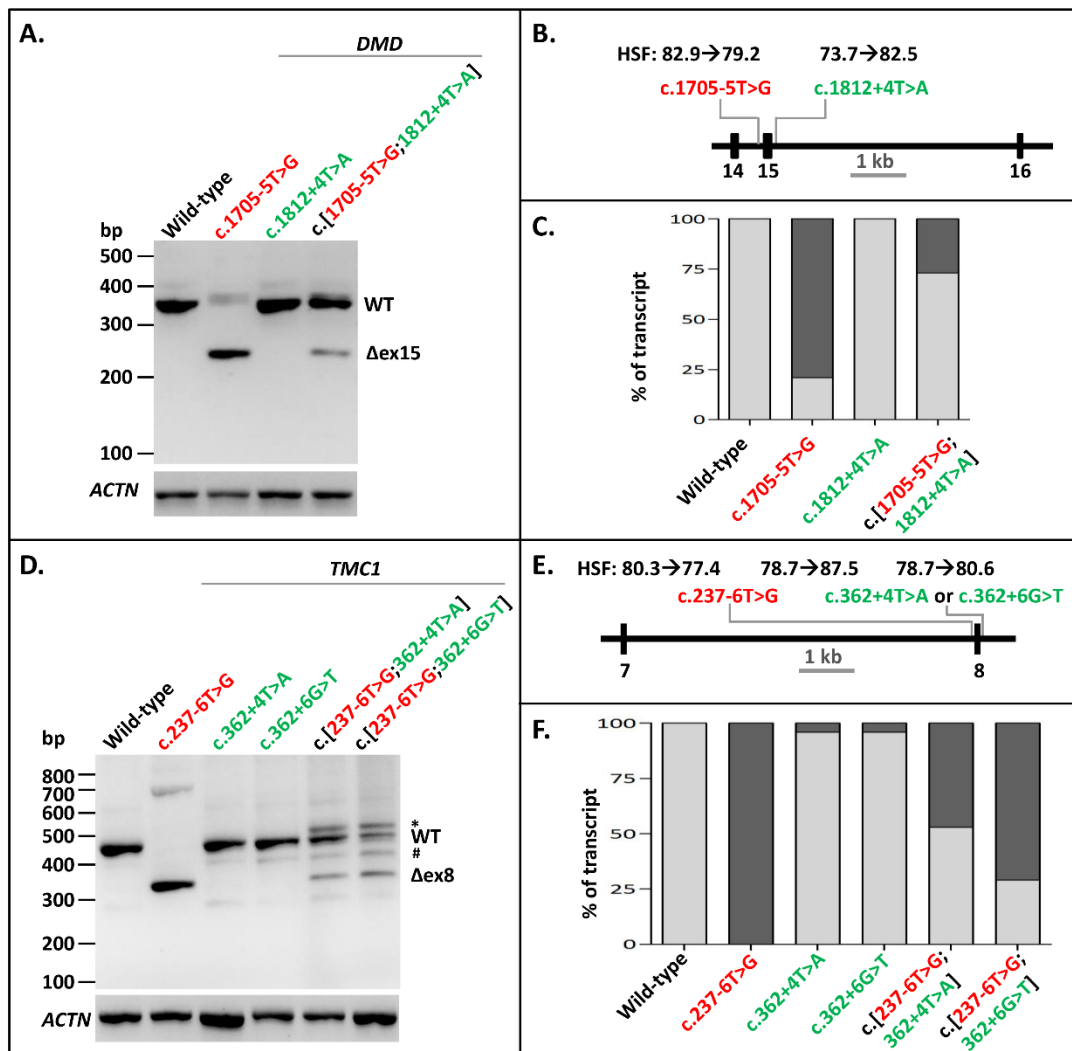 A.
DMD
Wild-type
c.1705-5T>G
c.1812+4T>A
c.[1705-5T>G;1812+4T>A]
bp
500
400
300
200
100
WT
Δex15
ACTN
B.
HSF: 82.9→79.2 73.7→82.5
c.1705-5T>G c.1812+4T>A
1 kb
14 15 16
C.
% of transcript
100
75
50
25
0
Wild-type
c.1705-5T>G
c.1812+4T>A
c.[1705-5T>G;
1812+4T>A]
D.
TMC1
Wild-type
c.237-6T>G
c.362+4T>A
c.362+6G>T
c.[237-6T>G;362+4T>A]
c.[237-6T>G;362+6G>T]
bp
800
700
600
500
400
300
200
100
*
WT
#
Δex8
ACTN
E.
HSF: 80.3→77.4 78.7→87.5 78.7→80.6
c.237-6T>G c.362+4T>A or c.362+6G>T
1 kb
7 8
F.
% of transcript
100
75
50
25
0
Wild-type
c.237-6T>G
c.362+4T>A
c.362+6G>T
c.[237-6T>G;
362+4T>A]
c.[237-6T>G;
362+6G>T]